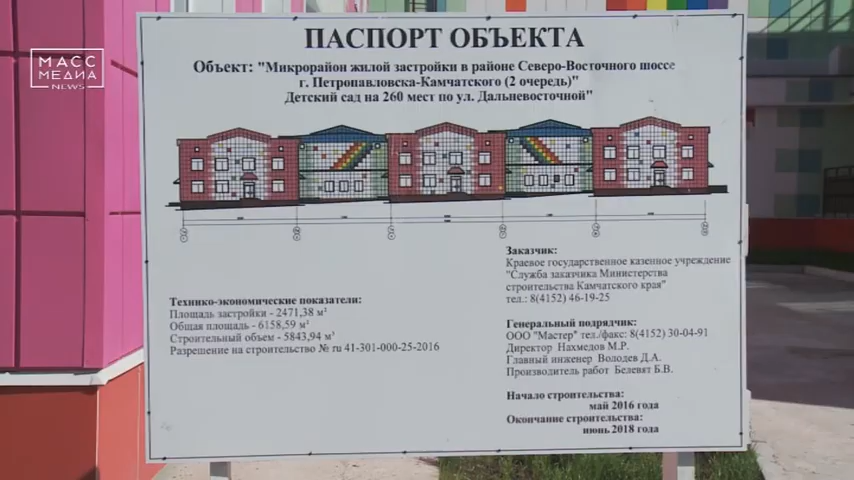 МАСС
МЕДИА
NEWS
ПАСПОРТ ОБЪЕКТА
Объект: "Микрорайон жилой застройки в районе Северо-Восточного шоссе
г. Петропавловска-Камчатского (2 очередь)"
Детский сад на 260 мест по ул. Дальневосточной"
Технико-экономические показатели:
Площадь застройки - 2471,38 м²
Общая площадь - 6158,59 м²
Строительный объем - 5843,94 м³
Разрешение на строительство № ru 41-301-000-25-2016
Заказчик:
Краевое государственное казенное учреждение
"Служба заказчика Министерства
строительства Камчатского края"
тел.: 8(4152) 46-19-25
Генеральный подрядчик:
ООО "Мастер" тел./факс: 8(4152) 30-04-91
Директор Нахмедов М.Р.
Главный инженер Володев Д.А.
Производитель работ Белевят Б.В.
Начало строительства:
май 2016 года
Окончание строительства:
июнь 2018 года